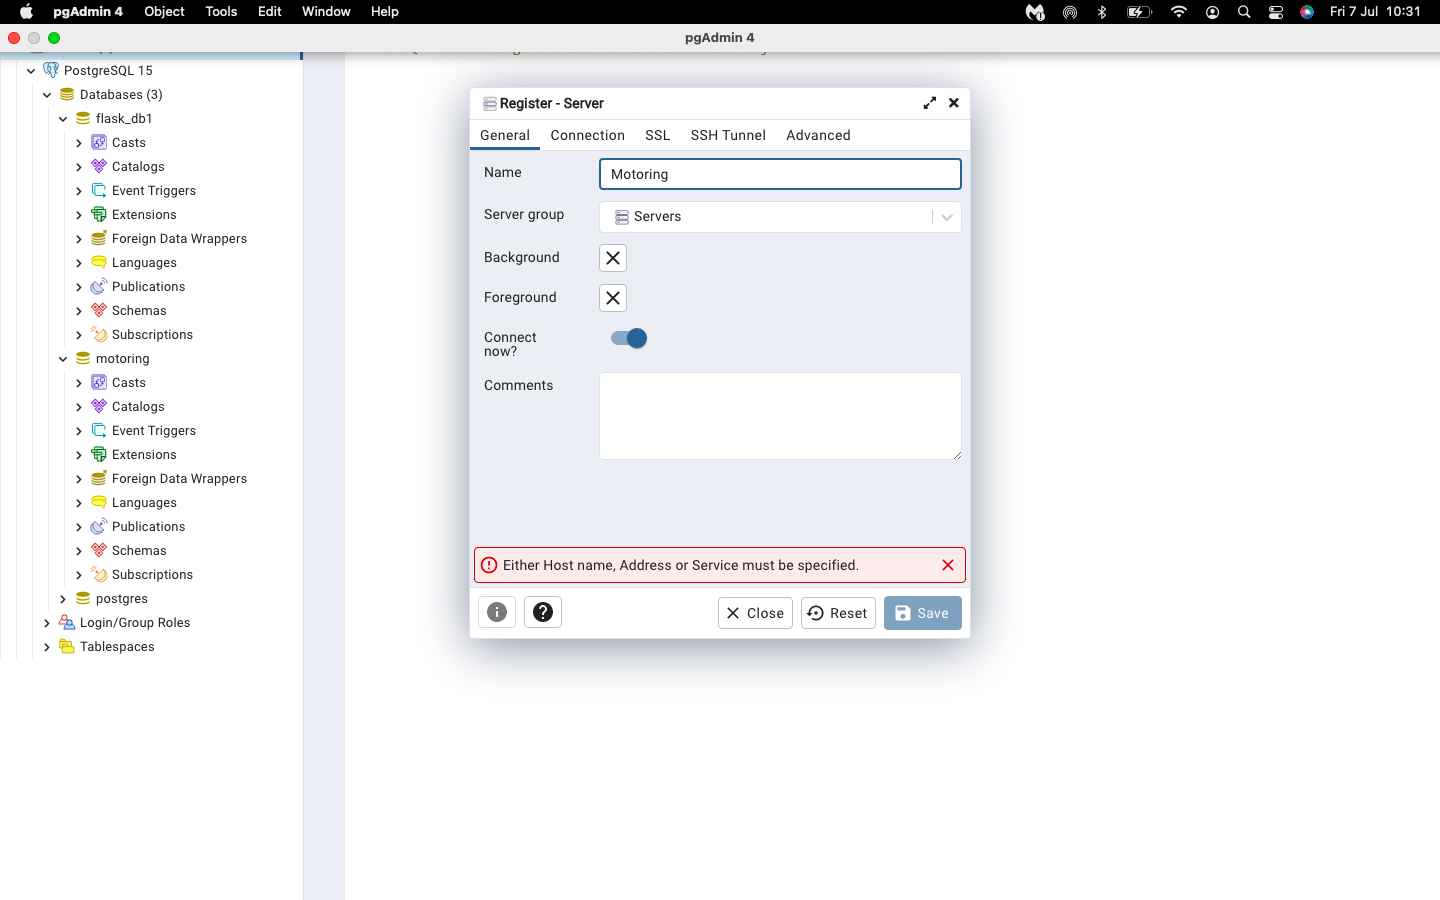 pgAdmin 4 Object Tools Edit Window Help Fri 7 Jul 10:31
pgAdmin 4
PostgreSQL 15
Databases (3)
flask_db1
Casts
Catalogs
Event Triggers
Extensions
Foreign Data Wrappers
Languages
Publications
Schemas
Subscriptions
motoring
Casts
Catalogs
Event Triggers
Extensions
Foreign Data Wrappers
Languages
Publications
Schemas
Subscriptions
postgres
Login/Group Roles
Tablespaces
Register - Server
General Connection SSL SSH Tunnel Advanced
Name Motoring
Server group Servers
Background
Foreground
Connect
now?
Comments
Either Host name, Address or Service must be specified.
Close Reset Save